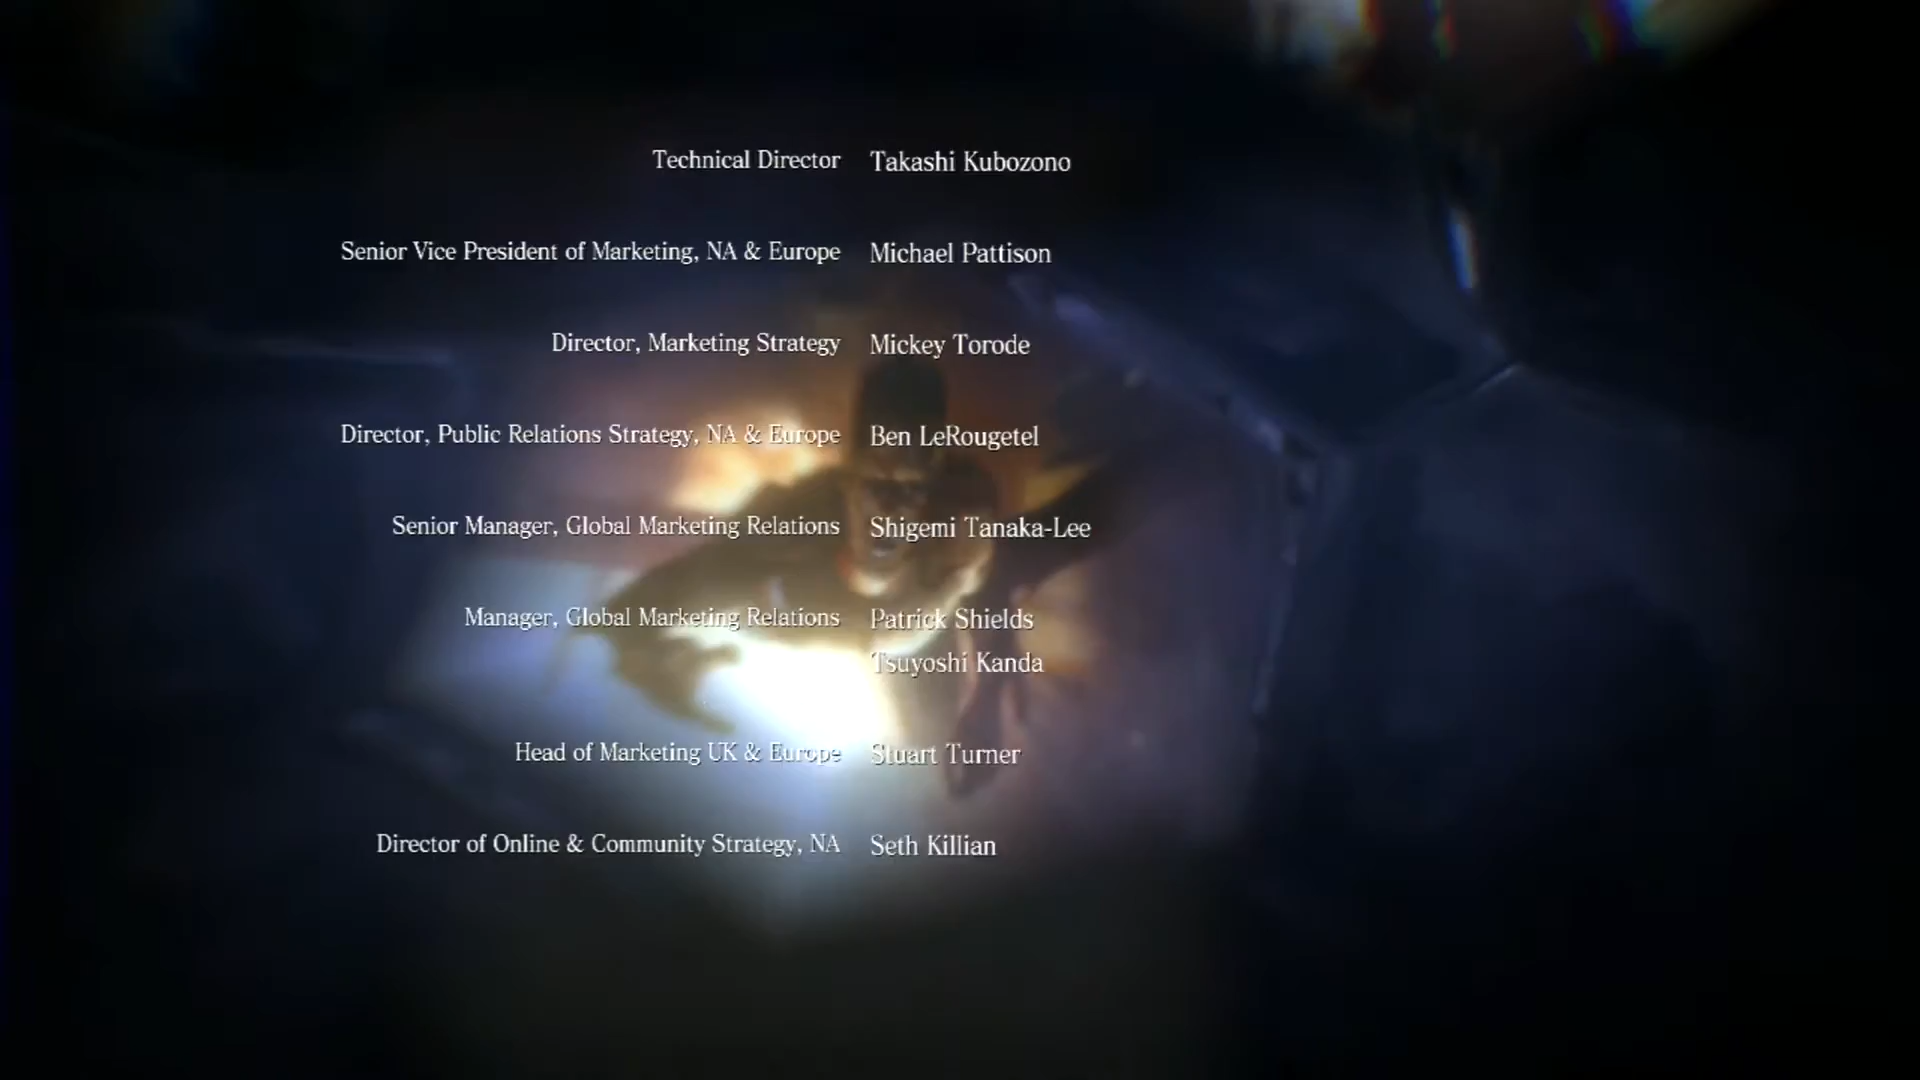 Technical Director Takashi Kubozono
Senior Vice President of Marketing, NA & Europe Michael Pattison
Director, Marketing Strategy Mickey Torode
Director, Public Relations Strategy, NA & Europe Ben LeRougetel
Senior Manager, Global Marketing Relations Shigemi Tanaka-Lee
Manager, Global Marketing Relations Patrick Shields
Tsuyoshi Kanda
Head of Marketing UK & Europe Stuart Turner
Director of Online & Community Strategy, NA Seth Killian